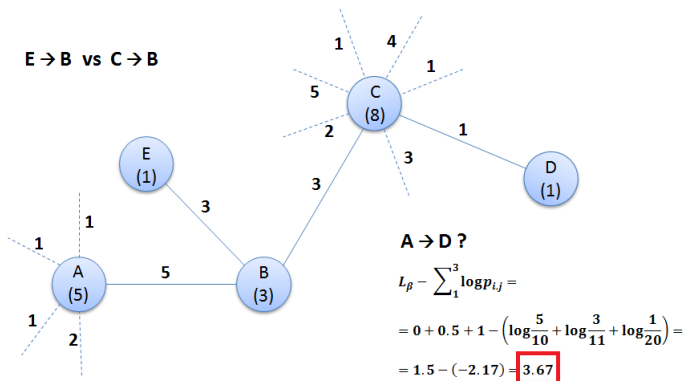 E → B vs C → B
1
4
1
5
2
3
C
(8)
1
D
(1)
E
(1)
3
3
1
1
A
(5)
1
2
5
B
(3)
A → D ?
L_β − ∑_1^3 log p_{i,j} =
= 0 + 0.5 + 1 − (log 5/10 + log 3/11 + log 1/20) =
= 1.5 − (−2.17) = 3.67